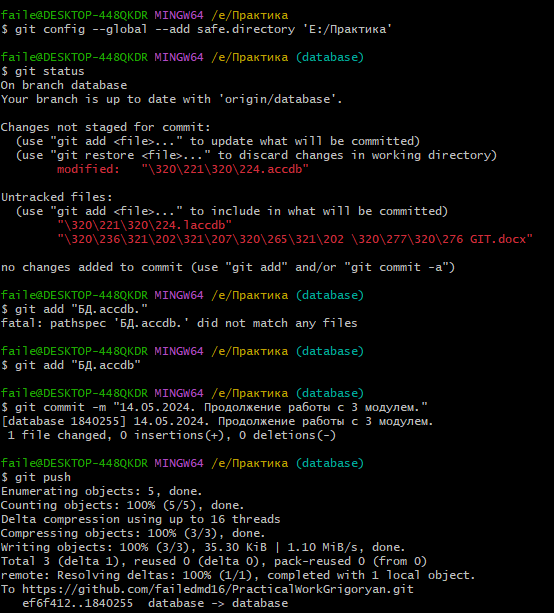 faile@DESKTOP-448QKDR MINGW64 /e/Практика
$ git config --global --add safe.directory 'E:/Практика'
faile@DESKTOP-448QKDR MINGW64 /e/Практика (database)
$ git status
On branch database
Your branch is up to date with 'origin/database'.
Changes not staged for commit:
  (use "git add <file>..." to update what will be committed)
  (use "git restore <file>..." to discard changes in working directory)
        modified:   "\320\221\320\224.accdb"
Untracked files:
  (use "git add <file>..." to include in what will be committed)
        "\320\221\320\224.laccdb"
        "\320\236\321\202\321\207\320\265\321\202 \320\277\320\276 GIT.docx"
no changes added to commit (use "git add" and/or "git commit -a")
faile@DESKTOP-448QKDR MINGW64 /e/Практика (database)
$ git add "БД.accdb."
fatal: pathspec 'БД.accdb.' did not match any files
faile@DESKTOP-448QKDR MINGW64 /e/Практика (database)
$ git add "БД.accdb"
faile@DESKTOP-448QKDR MINGW64 /e/Практика (database)
$ git commit -m "14.05.2024. Продолжение работы с 3 модулем."
[database 1840255] 14.05.2024. Продолжение работы с 3 модулем.
 1 file changed, 0 insertions(+), 0 deletions(-)
faile@DESKTOP-448QKDR MINGW64 /e/Практика (database)
$ git push
Enumerating objects: 5, done.
Counting objects: 100% (5/5), done.
Delta compression using up to 16 threads
Compressing objects: 100% (3/3), done.
Writing objects: 100% (3/3), 35.30 KiB | 1.10 MiB/s, done.
Total 3 (delta 1), reused 0 (delta 0), pack-reused 0 (from 0)
remote: Resolving deltas: 100% (1/1), completed with 1 local object.
To https://github.com/failedmd16/PracticalWorkGrigoryan.git
   ef6f412..1840255  database -> database